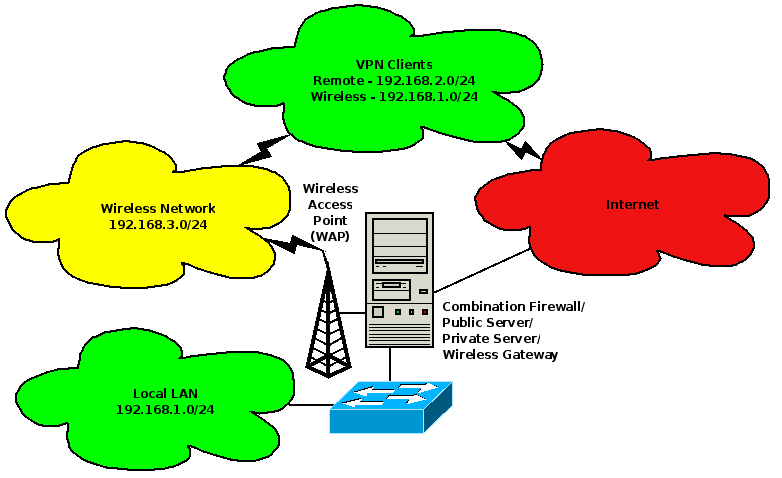 VPN Clients
Remote - 192.168.2.0/24
Wireless - 192.168.1.0/24
Wireless Network
192.168.3.0/24
Wireless
Access
Point
(WAP)
Internet
Combination Firewall/
Public Server/
Private Server/
Wireless Gateway
Local LAN
192.168.1.0/24